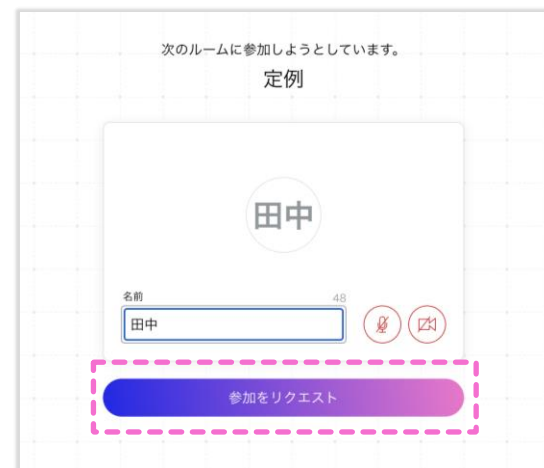 次のルームに参加しようとしています。
定例
田中
名前 48
田中
参加をリクエスト